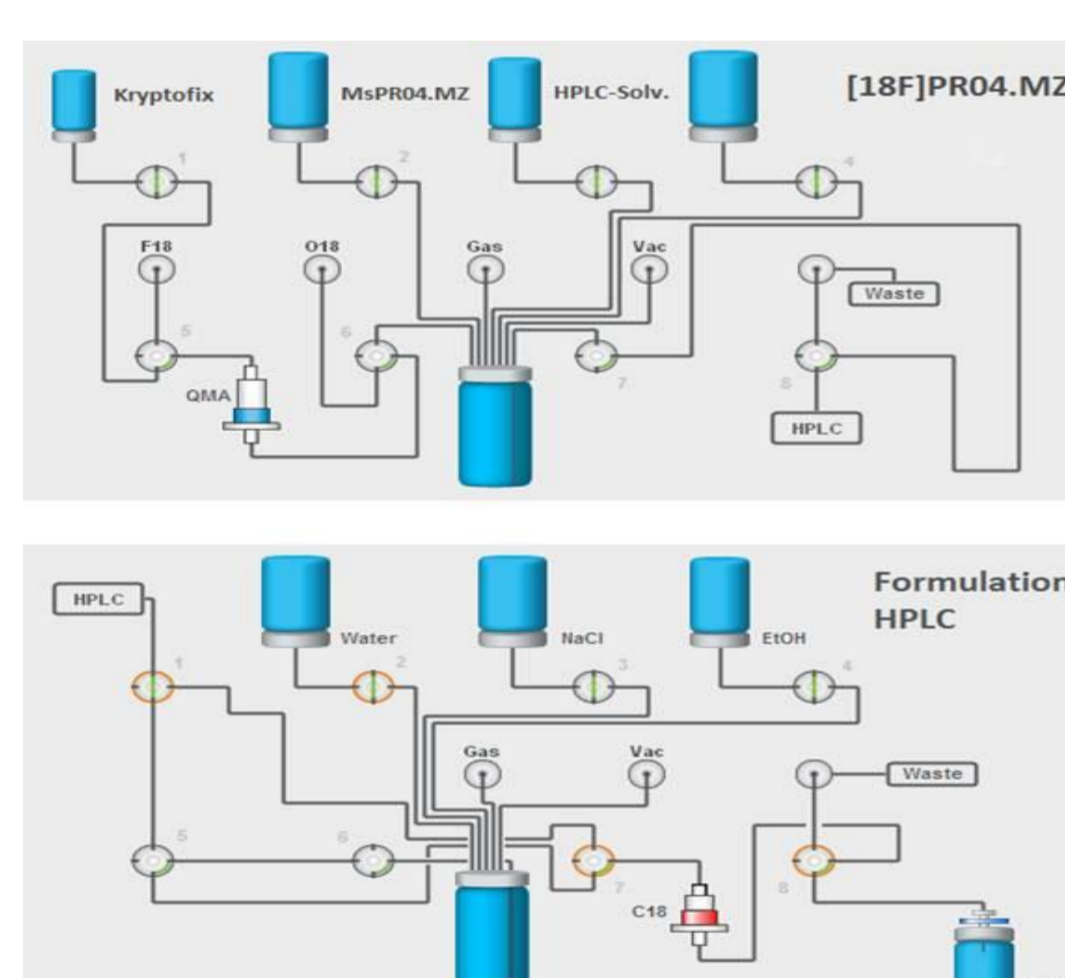 Kryptofix
MsPR04.MZ
HPLC-Solv.
[18F]PR04.MZ
1
2
4
F18
O18
Gas
Vac
Waste
5
6
7
8
QMA
HPLC
Formulation
HPLC
HPLC
Water
NaCl
EtOH
1
2
3
4
Gas
Vac
Waste
5
6
7
8
C18